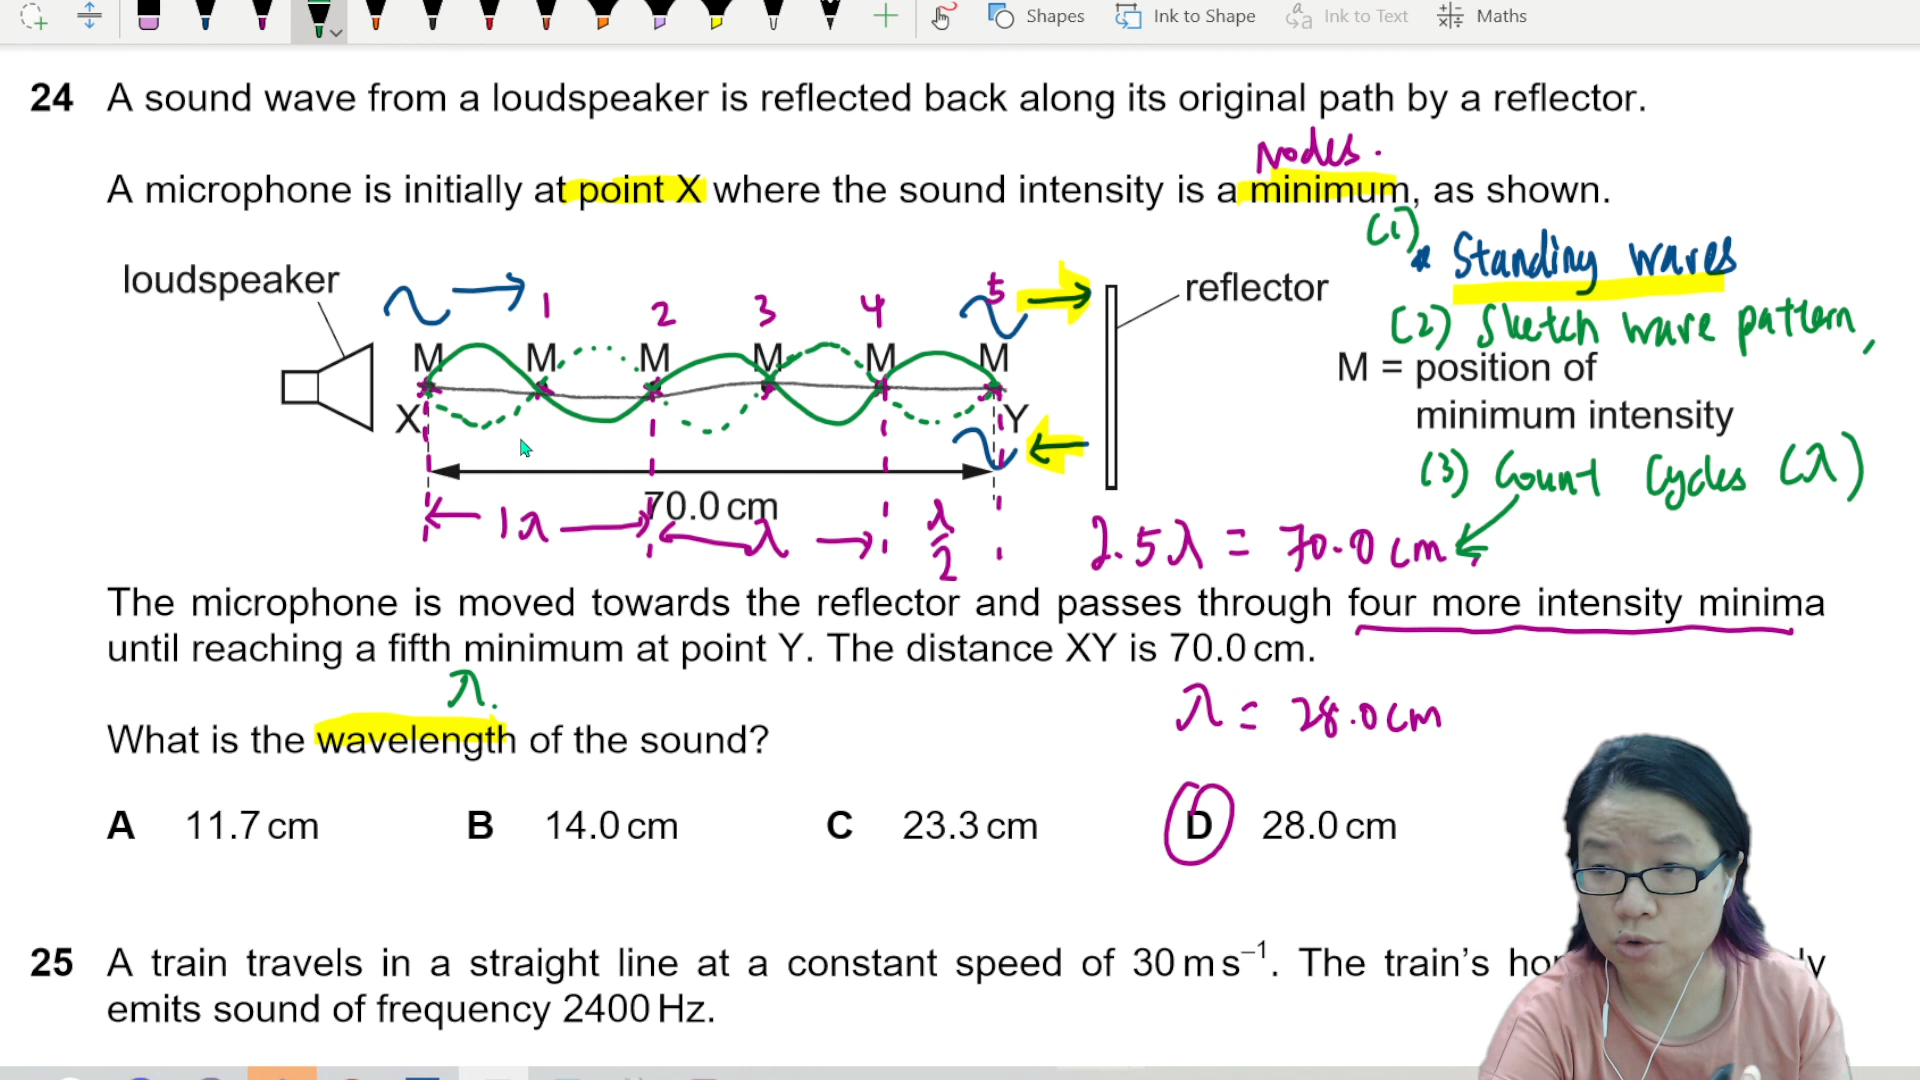 Shapes Ink to Shape Ink to Text Maths
24 A sound wave from a loudspeaker is reflected back along its original path by a reflector.
Nodes.
A microphone is initially at point X where the sound intensity is a minimum, as shown.
(1) * Standing waves
loudspeaker
reflector
1 2 3 4 5
(2) Sketch wave pattern,
M M M M M M
M = position of
minimum intensity
X Y
(3) Count Cycles (λ)
70.0 cm
1λ λ λ/2
2.5λ = 70.0 cm
The microphone is moved towards the reflector and passes through four more intensity minima
until reaching a fifth minimum at point Y. The distance XY is 70.0 cm.
λ.
λ = 28.0 cm
What is the wavelength of the sound?
A 11.7 cm B 14.0 cm C 23.3 cm D 28.0 cm
25 A train travels in a straight line at a constant speed of 30 m s⁻¹. The train's
emits sound of frequency 2400 Hz.